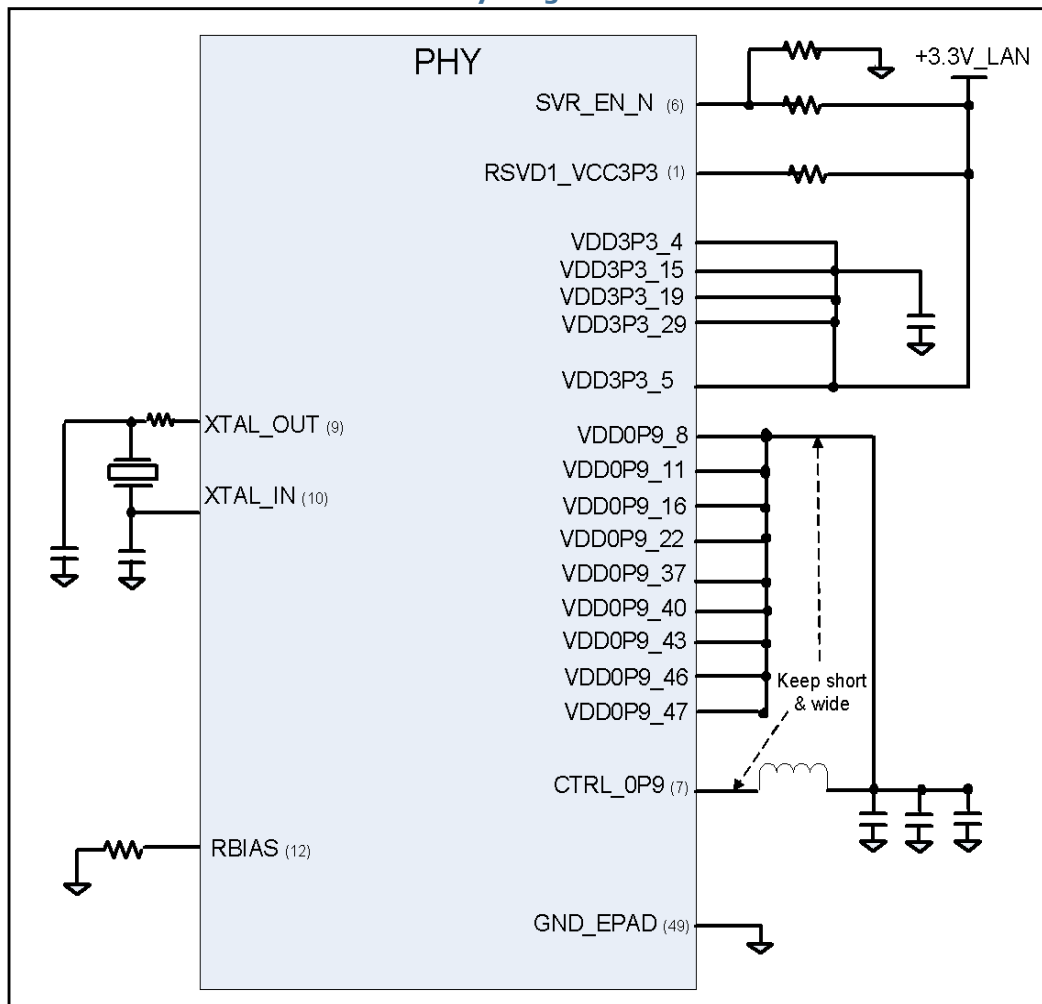 PHY
+3.3V_LAN
SVR_EN_N (6)
RSVD1_VCC3P3 (1)
VDD3P3_4
VDD3P3_15
VDD3P3_19
VDD3P3_29
VDD3P3_5
XTAL_OUT (9)
XTAL_IN (10)
VDD0P9_8
VDD0P9_11
VDD0P9_16
VDD0P9_22
VDD0P9_37
VDD0P9_40
VDD0P9_43
VDD0P9_46
VDD0P9_47
Keep short
& wide
CTRL_0P9 (7)
RBIAS (12)
GND_EPAD (49)